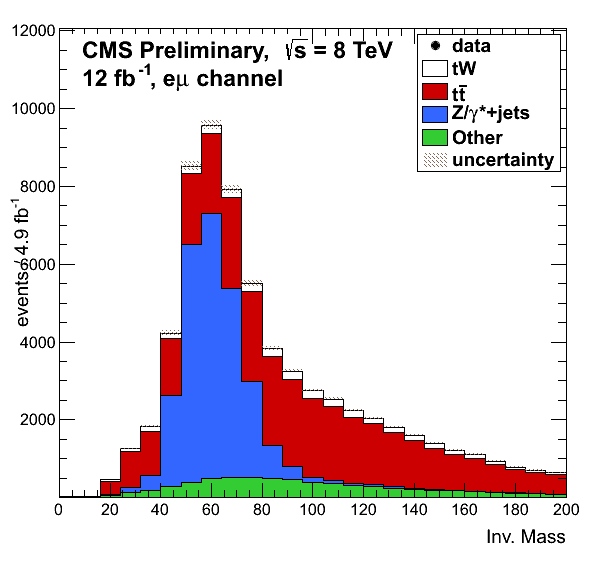 CMS Preliminary, √s = 8 TeV
12 fb⁻¹, eμ channel
data
tW
tt̄
Z/γ*+jets
Other
uncertainty
12000
10000
8000
6000
4000
2000
events / 4.9 fb⁻¹
0 20 40 60 80 100 120 140 160 180 200
Inv. Mass